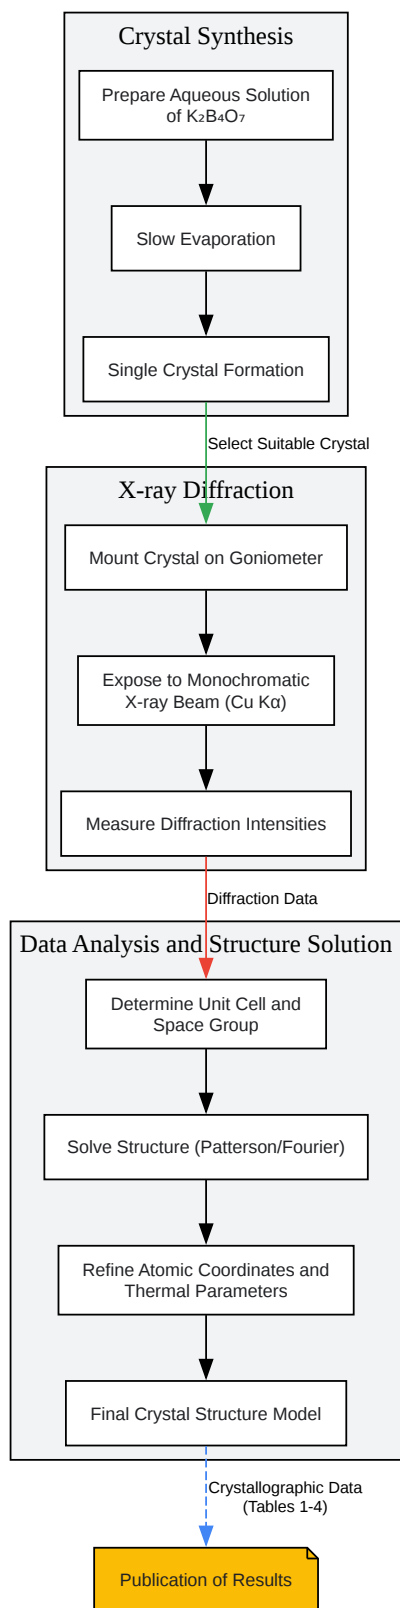 Crystal Synthesis
Prepare Aqueous Solution
of K₂B₄O₇
Slow Evaporation
Single Crystal Formation
Select Suitable Crystal
X-ray Diffraction
Mount Crystal on Goniometer
Expose to Monochromatic
X-ray Beam (Cu Kα)
Measure Diffraction Intensities
Diffraction Data
Data Analysis and Structure Solution
Determine Unit Cell and
Space Group
Solve Structure (Patterson/Fourier)
Refine Atomic Coordinates and
Thermal Parameters
Final Crystal Structure Model
Crystallographic Data
(Tables 1-4)
Publication of Results